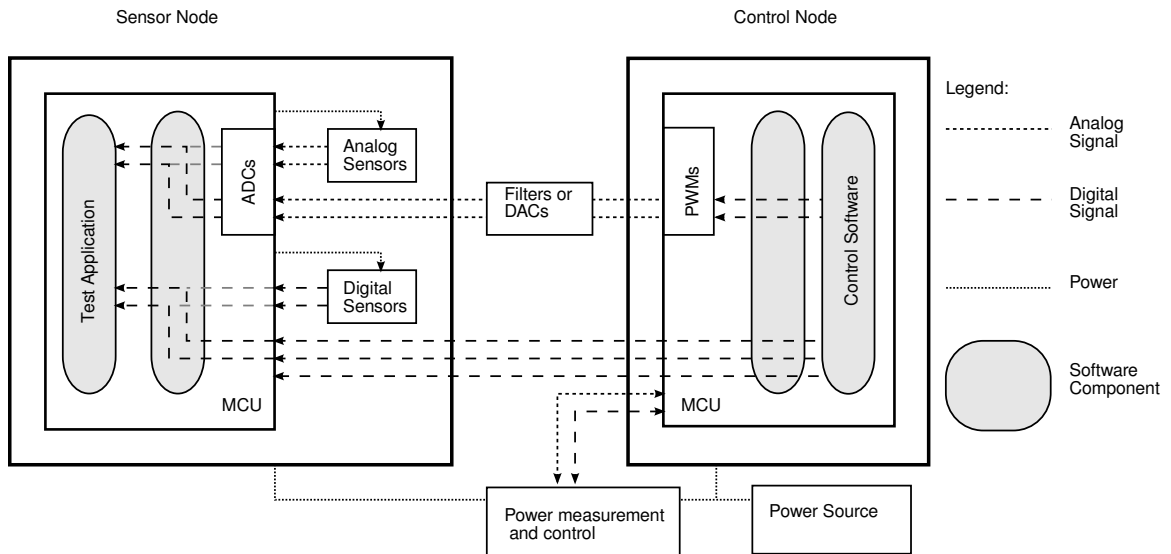 Sensor Node
Control Node
Legend:
Analog
Signal
Digital
Signal
Power
Software
Component
Test Application
ADCs
Analog
Sensors
Digital
Sensors
MCU
Filters or
DACs
PWMs
Control Software
MCU
Power measurement
and control
Power Source